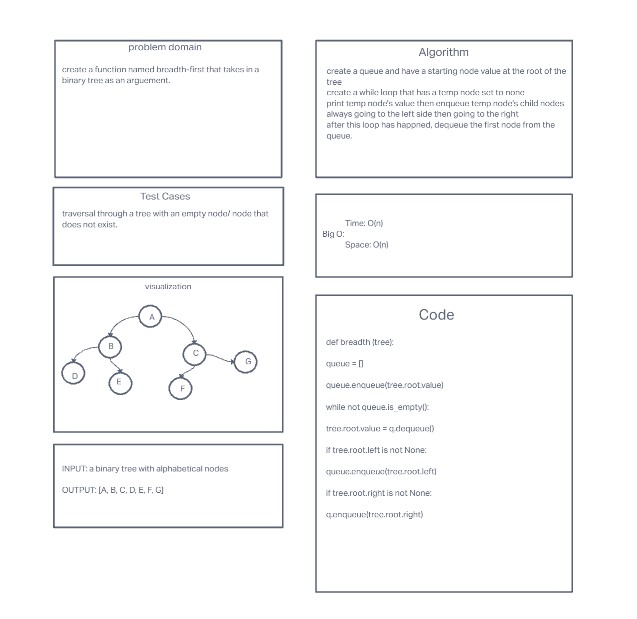 problem domain
create a function named breadth-first that takes in a
binary tree as an arguement.
Test Cases
traversal through a tree with an empty node/ node that
does not exist.
visualization
A
B
C
G
D
E
F
INPUT: a binary tree with alphabetical nodes
OUTPUT: [A, B, C, D, E, F, G]
Algorithm
create a queue and have a starting node value at the root of the
tree
create a while loop that has a temp node set to none
print temp node's value then enqueue temp node's child nodes
always going to the left side then going to the right
after this loop has happned, dequeue the first node from the
queue.
Time: O(n)
Big O:
Space: O(n)
Code
def breadth (tree):
queue = []
queue.enqueue(tree.root.value)
while not queue.is_empty():
tree.root.value = q.dequeue()
if tree.root.left is not None:
queue.enqueue(tree.root.left)
if tree.root.right is not None:
q.enqueue(tree.root.right)